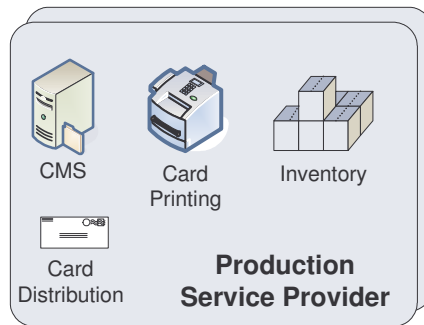 CMS
Card
Printing
Inventory
Card
Distribution
Production
Service Provider